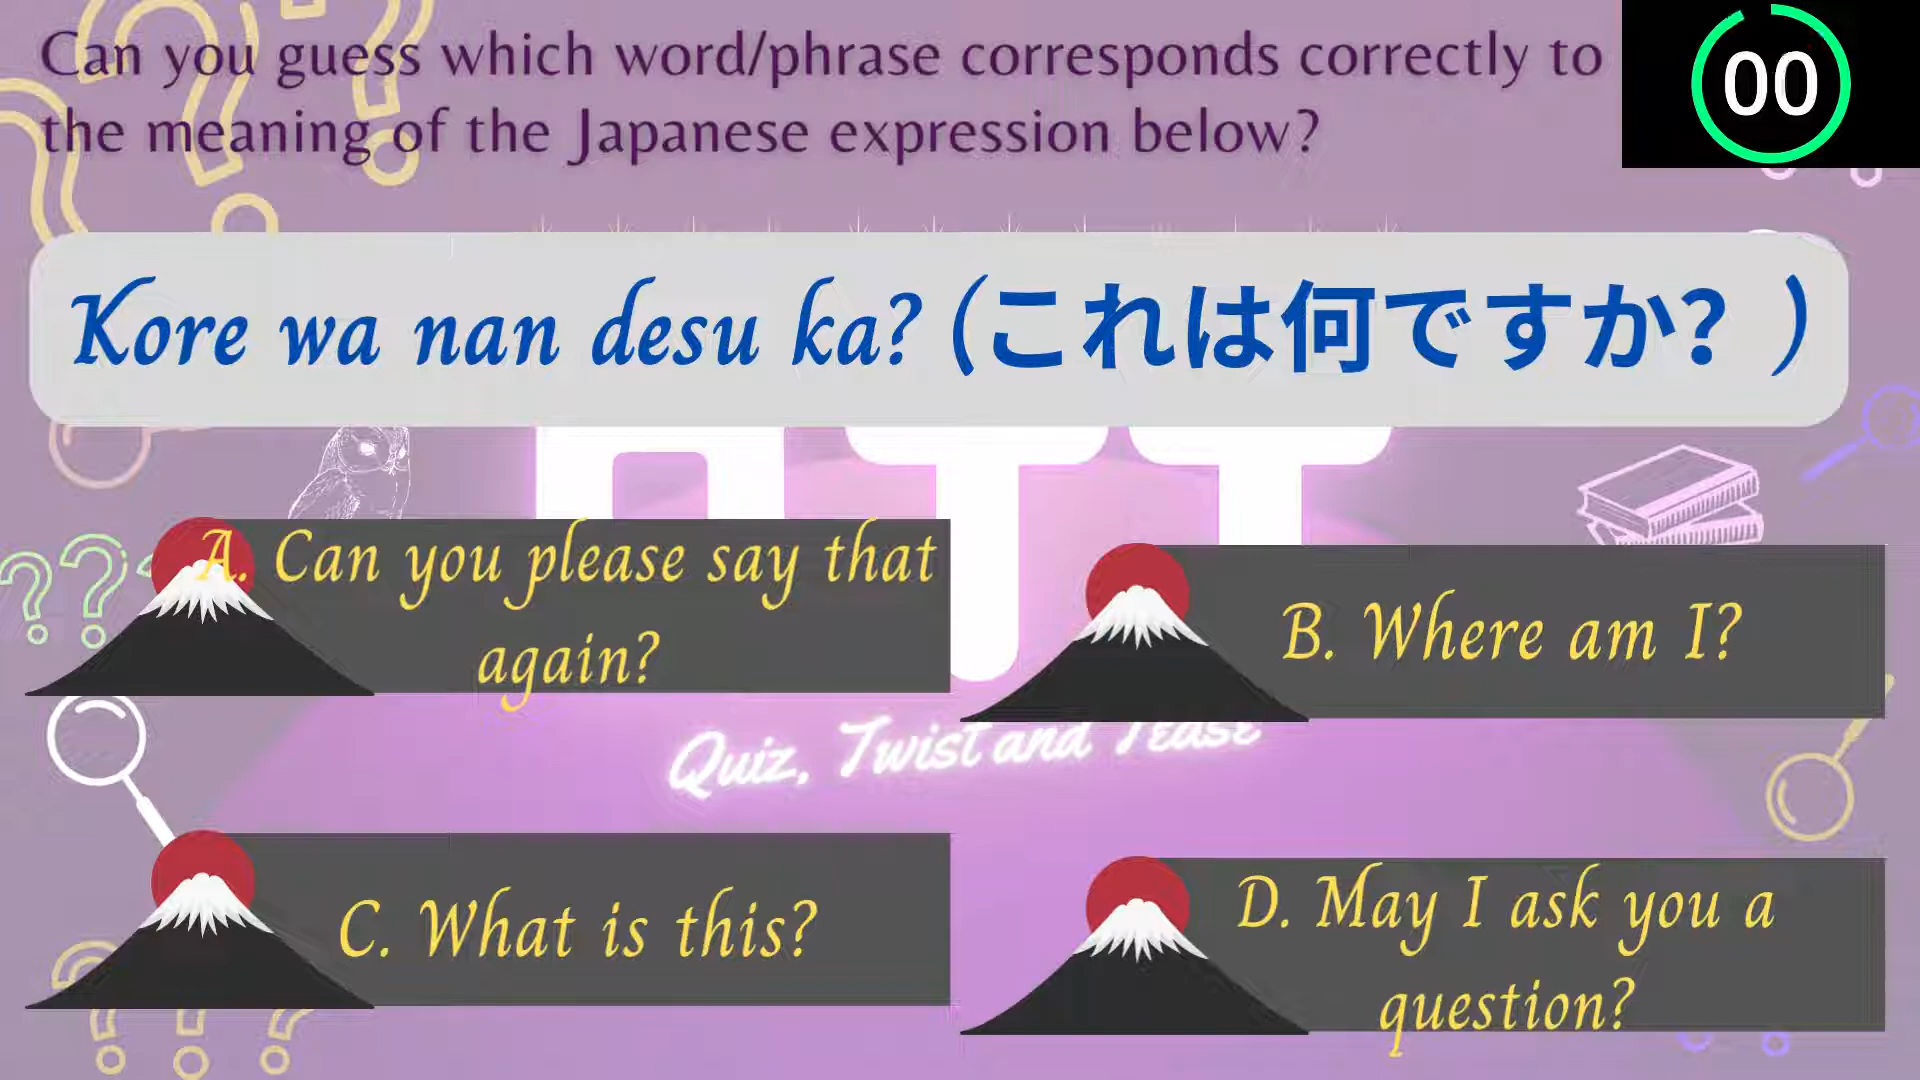 Can you guess which word/phrase corresponds correctly to
the meaning of the Japanese expression below?
00
Kore wa nan desu ka? (これは何ですか? )
A. Can you please say that
again?
B. Where am I?
Quiz, Twist and Tease
C. What is this?
D. May I ask you a
question?